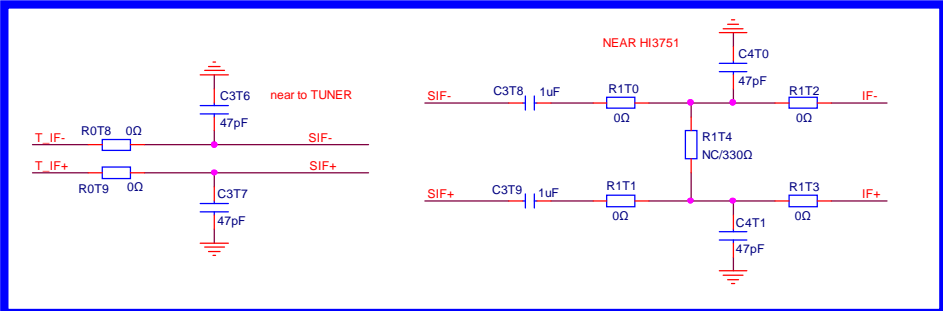 NEAR HI3751
C4T0
47pF
C3T6
47pF
near to TUNER
C3T8
1uF
R1T0
0Ω
R1T2
0Ω
SIF-
IF-
R0T8
0Ω
T_IF-
SIF-
R1T4
NC/330Ω
T_IF+
SIF+
R0T9
0Ω
C3T7
47pF
SIF+
C3T9
1uF
R1T1
0Ω
R1T3
0Ω
IF+
C4T1
47pF